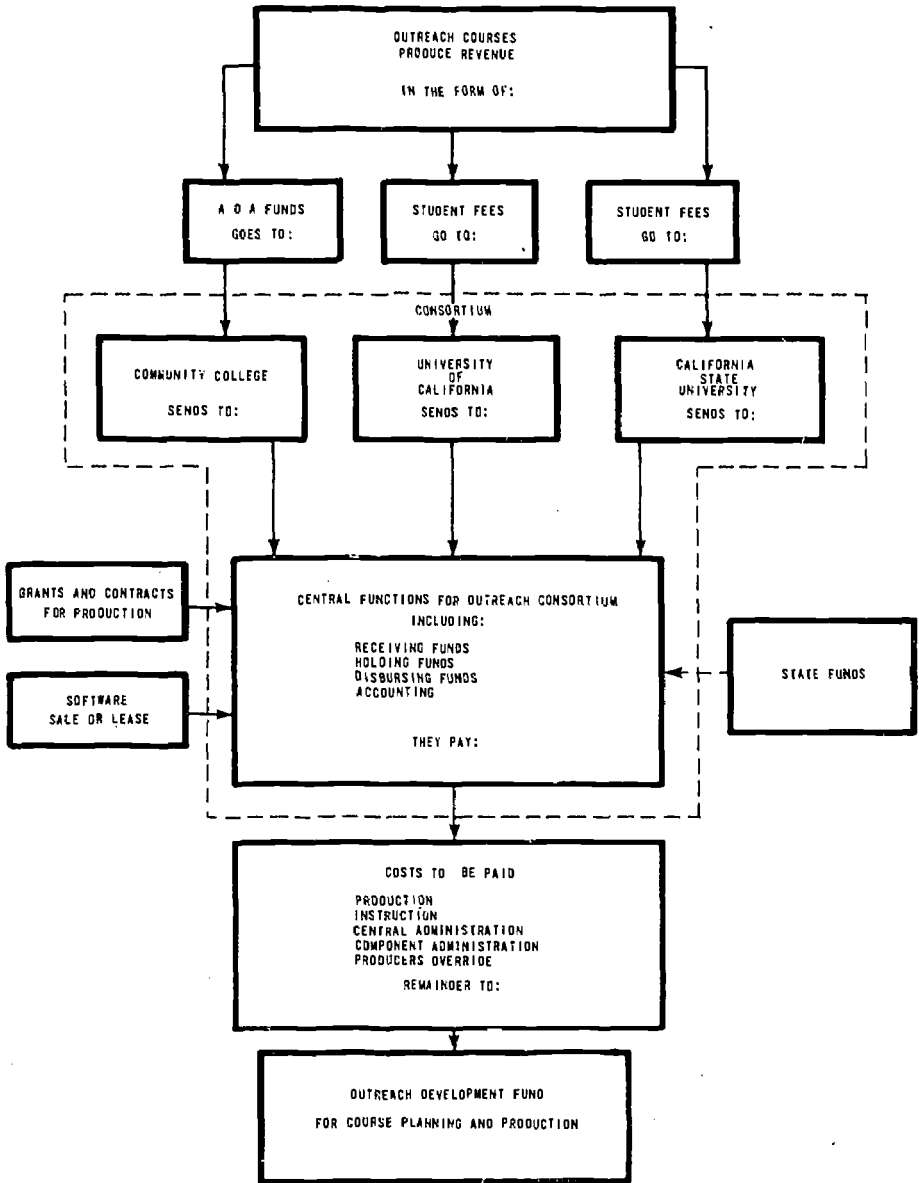 OUTREACH COURSES
PRODUCE REVENUE
IN THE FORM OF:
A D A FUNDS
GOES TO:
STUDENT FEES
GO TO:
STUDENT FEES
GO TO:
CONSORTIUM
COMMUNITY COLLEGE
SENDS TO:
UNIVERSITY
OF
CALIFORNIA
SENDS TO:
CALIFORNIA
STATE
UNIVERSITY
SENDS TO:
GRANTS AND CONTRACTS
FOR PRODUCTION
SOFTWARE
SALE OR LEASE
CENTRAL FUNCTIONS FOR OUTREACH CONSORTIUM
INCLUDING:
RECEIVING FUNDS
HOLDING FUNDS
DISBURSING FUNDS
ACCOUNTING
THEY PAY:
STATE FUNDS
COSTS TO BE PAID
PRODUCTION
INSTRUCTION
CENTRAL ADMINISTRATION
COMPONENT ADMINISTRATION
PRODUCERS OVERRIDE
REMAINDER TO:
OUTREACH DEVELOPMENT FUND
FOR COURSE PLANNING AND PRODUCTION